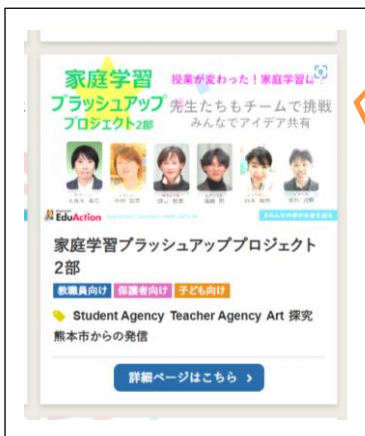 家庭学習
授業が変わった！家庭学習は
ブラッシュアップ
先生たちもチームで挑戦
プロジェクト2部
みんなでアイデア共有
EduAction
家庭学習ブラッシュアッププロジェクト
2部
教職員向け 保護者向け 子ども向け
Student Agency Teacher Agency Art 探究
熊本市からの発信
詳細ページはこちら ›